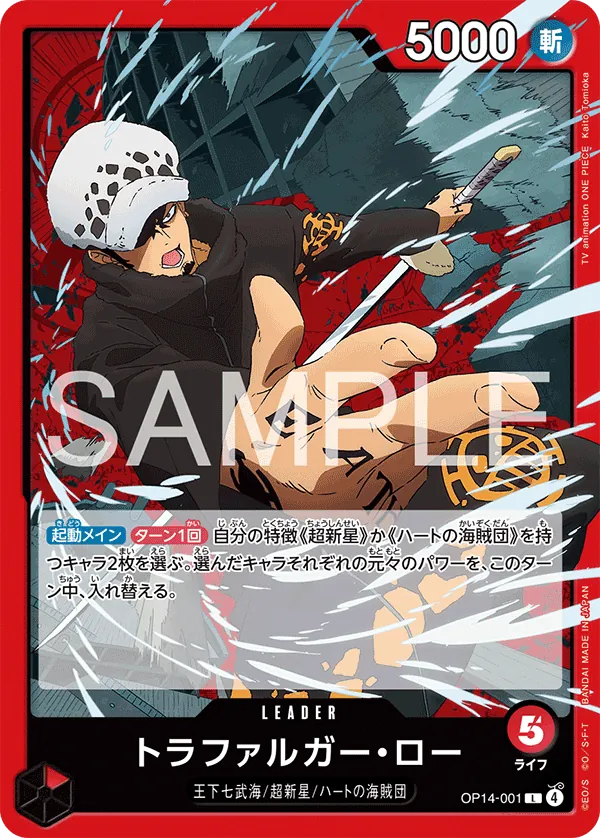 5000 斬
TV animation ONE PIECE Kaito Tomioka
SAMPLE
起動メイン ターン1回 自分の特徴《超新星》か《ハートの海賊団》を持
つキャラ2枚を選ぶ。選んだキャラそれぞれの元々のパワーを、このター
ン中、入れ替える。
LEADER
トラファルガー・ロー
王下七武海/超新星/ハートの海賊団
5
ライフ
OP14-001 L 4
©E/O/S ©O/S・F・T BANDAI MADE IN JAPAN